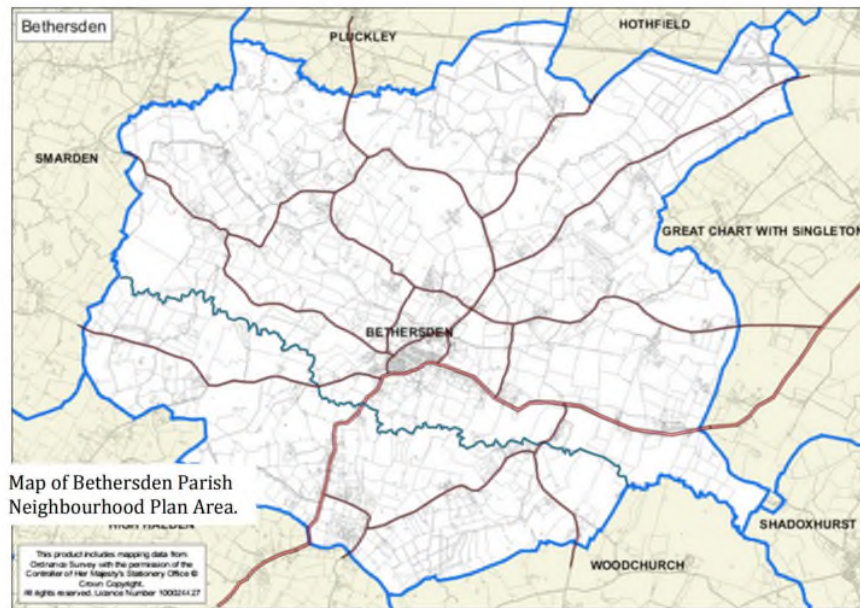 Bethersden
PLUCKLEY
HOTHFIELD
SMARDEN
GREAT CHART WITH SINGLETON
BETHERSDEN
Map of Bethersden Parish
Neighbourhood Plan Area.
HIGH HALDEN
SHADOXHURST
WOODCHURCH
This product includes mapping data from
Ordnance Survey with the permission of the
Controller of Her Majesty's Stationery Office ©
Crown Copyright.
All rights reserved. Licence Number 100024427